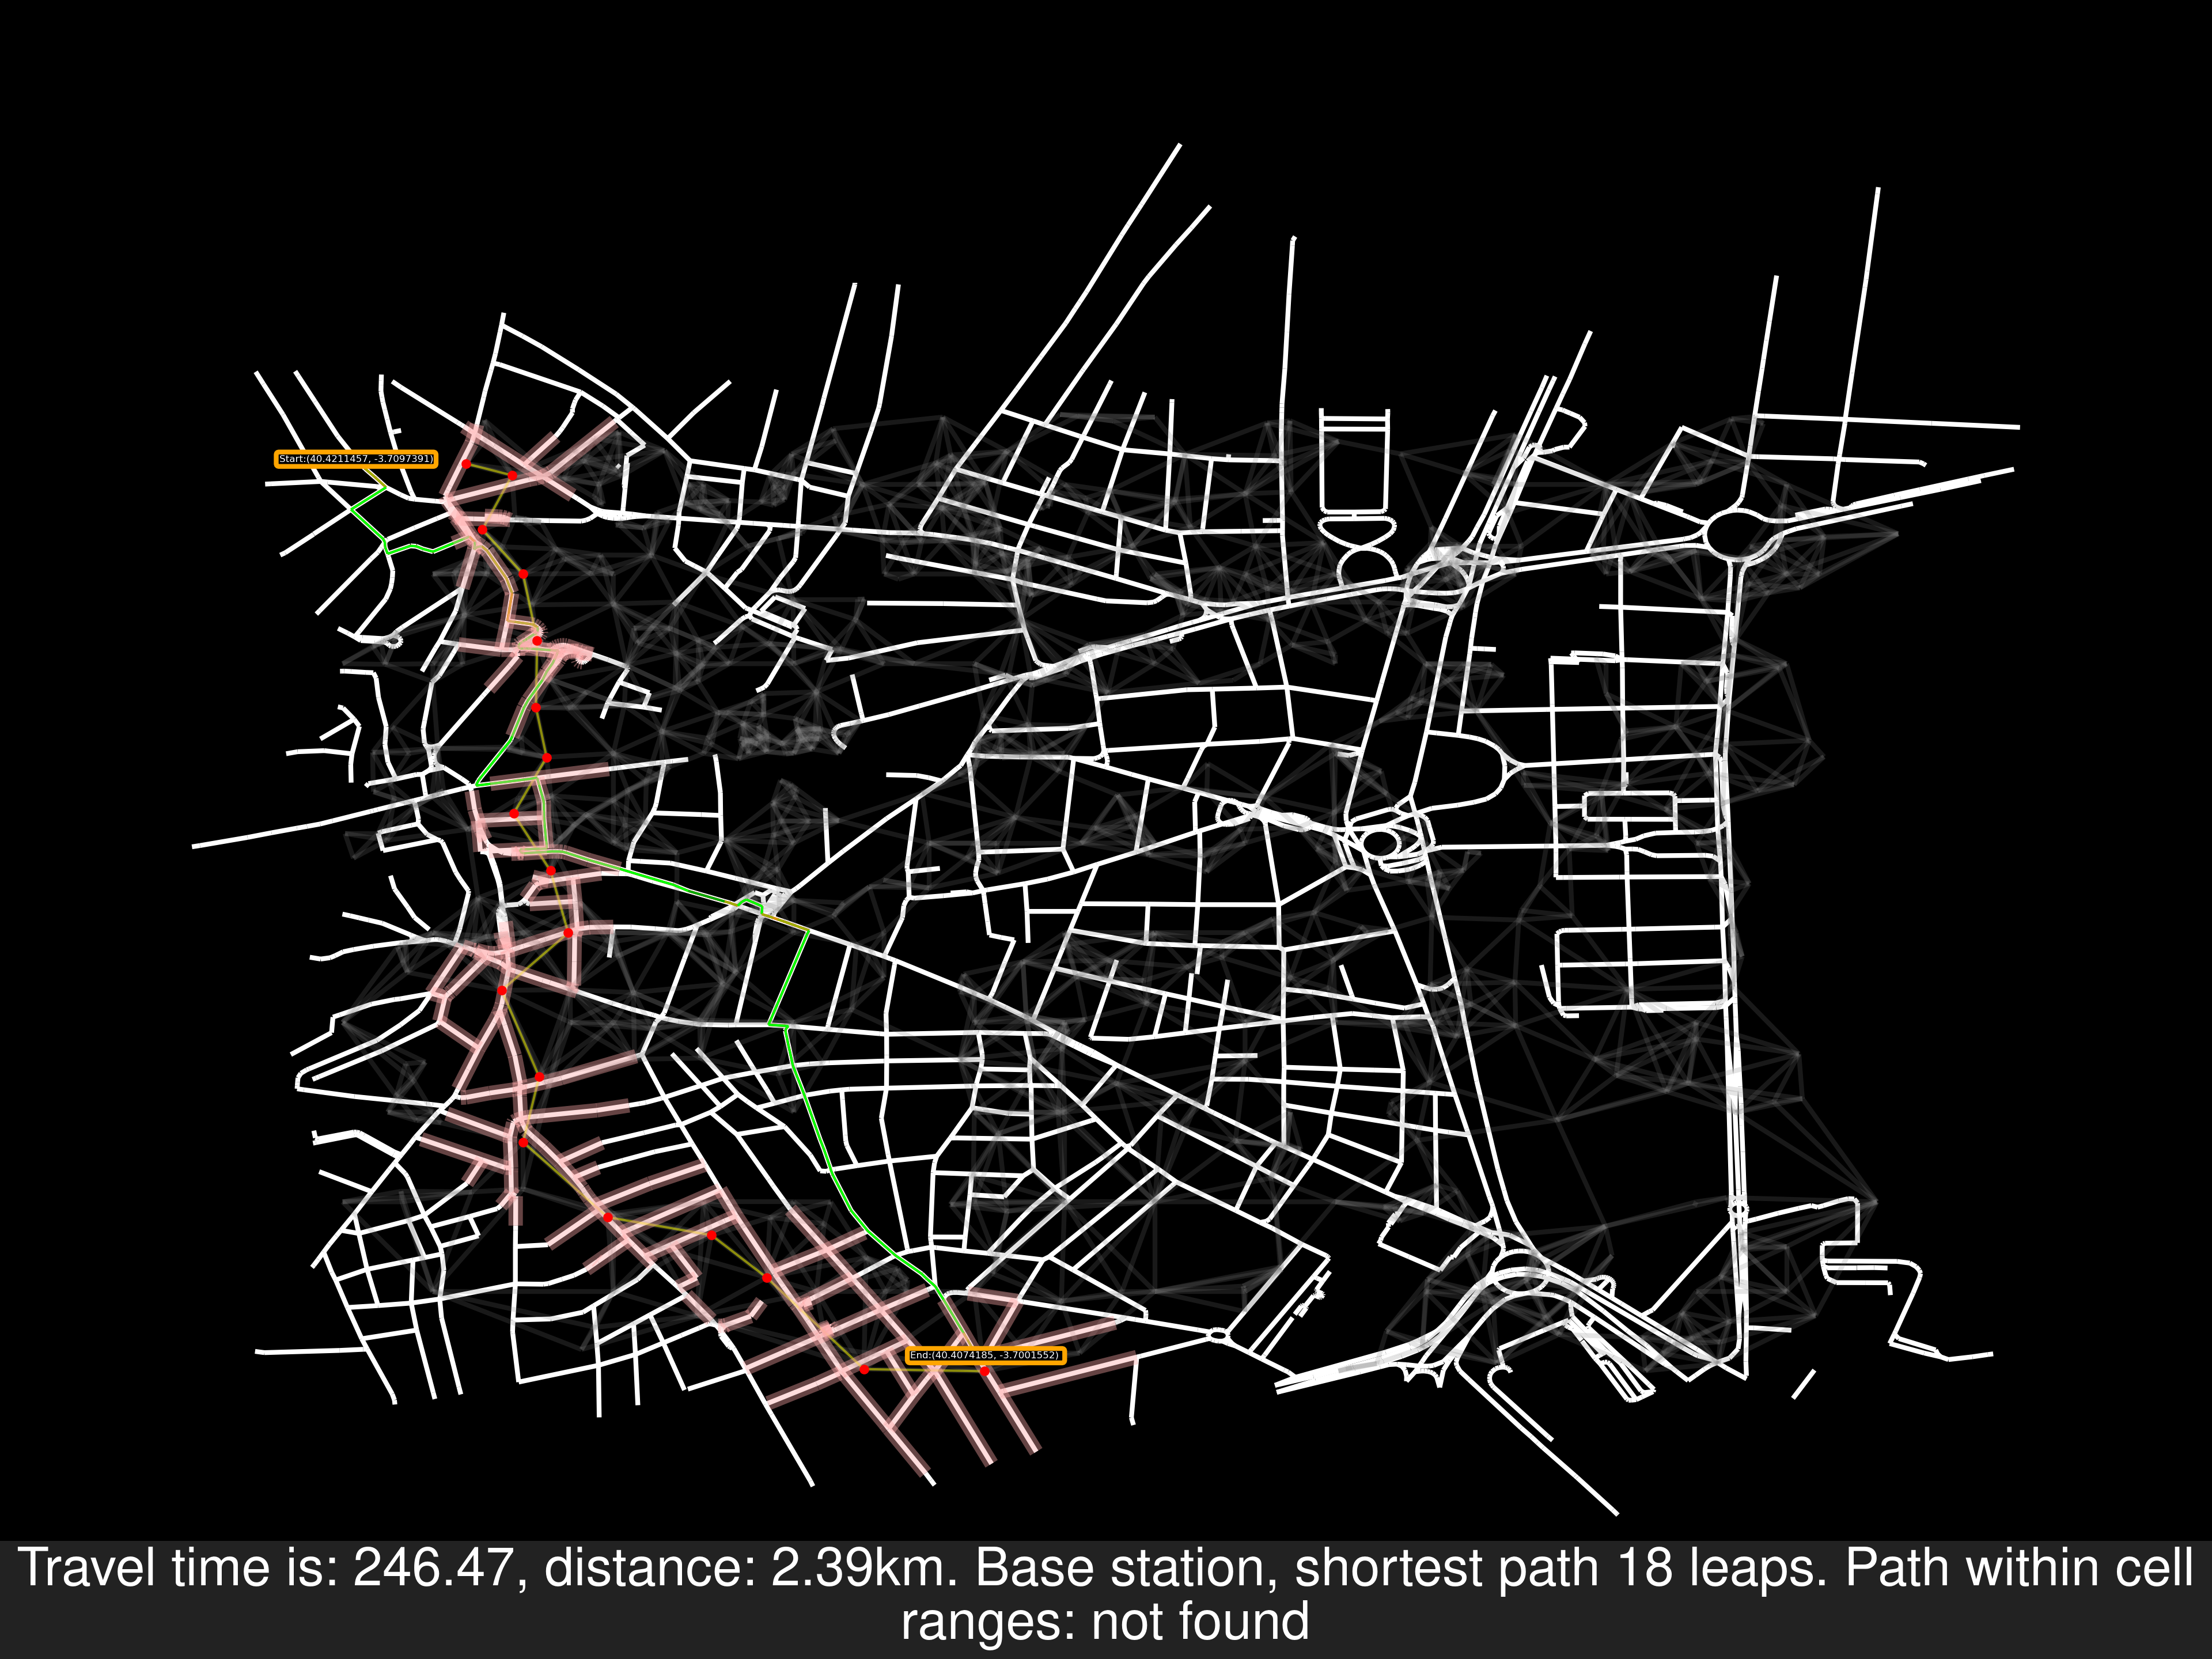 Start:(40.4211457, -3.7097391)
End:(40.4074185, -3.7001552)
Travel time is: 246.47, distance: 2.39km. Base station, shortest path 18 leaps. Path within cell
ranges: not found